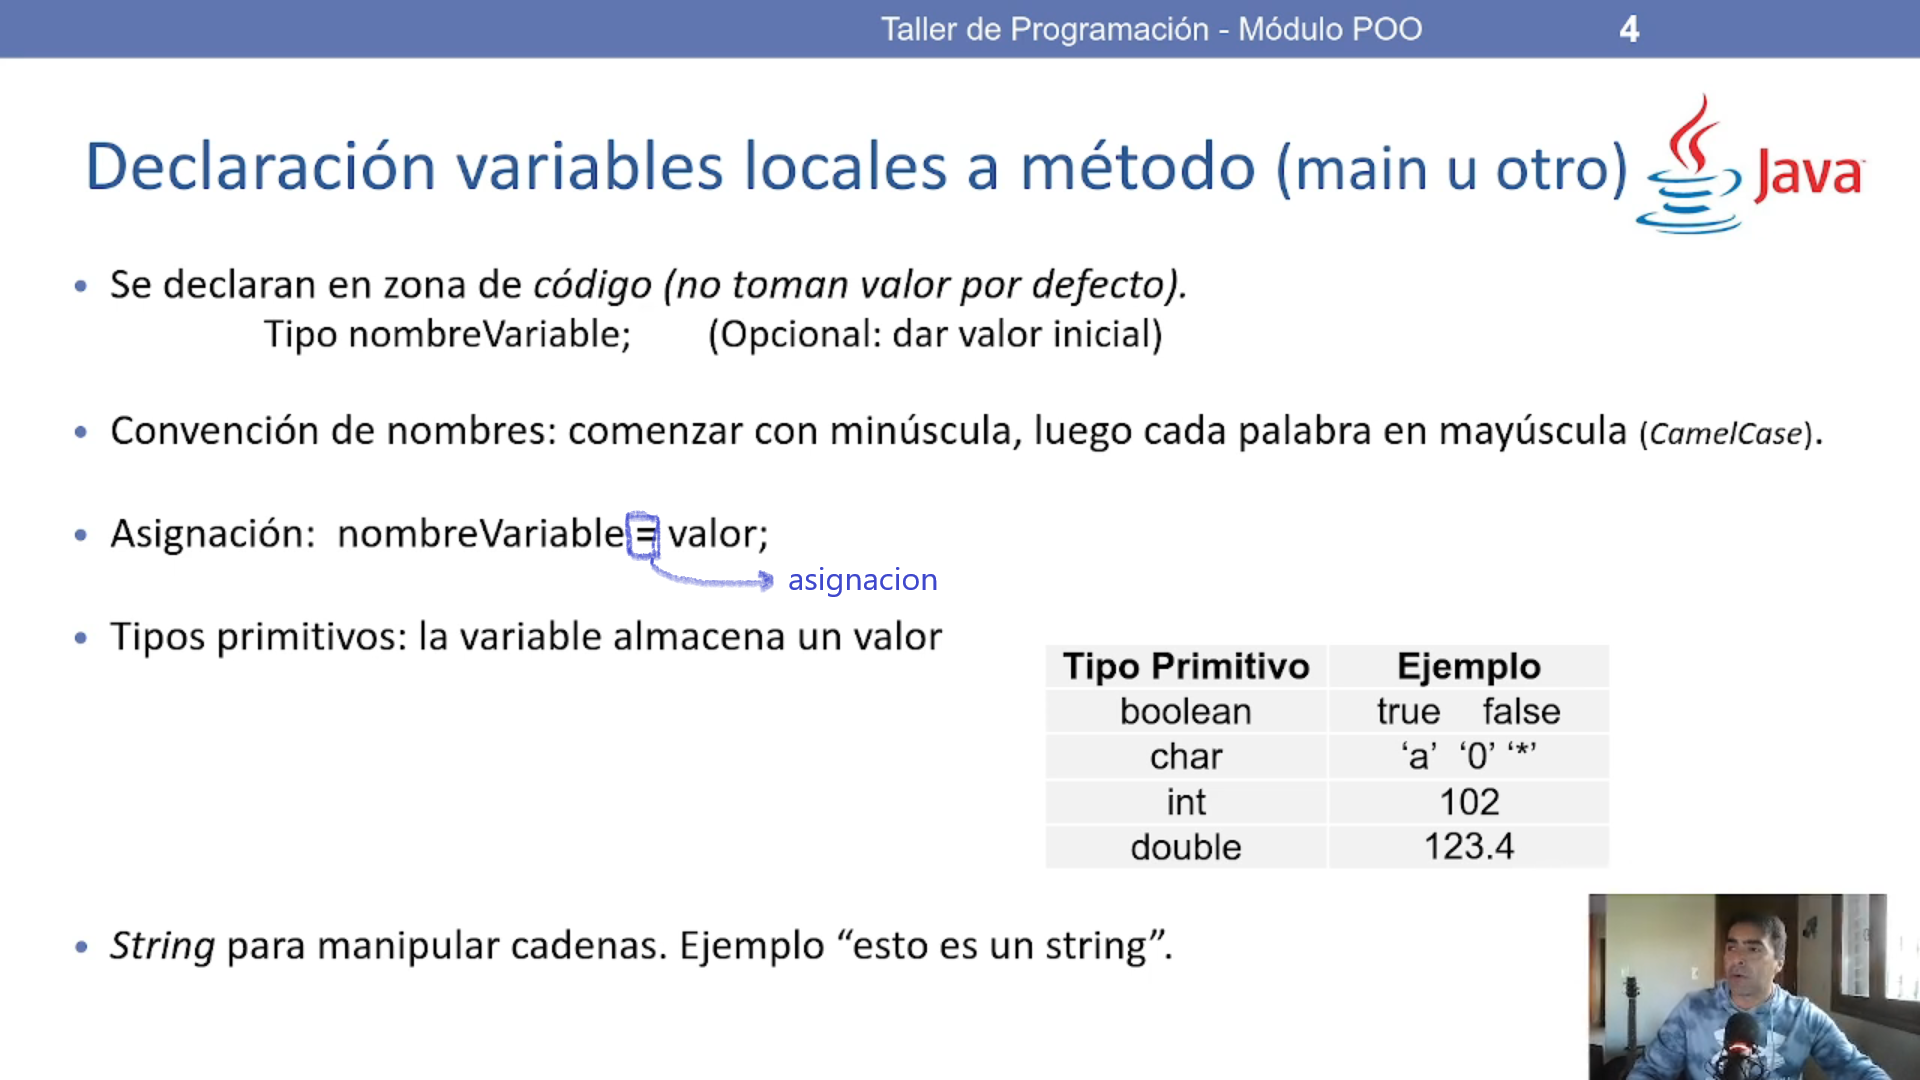 Taller de Programación - Módulo POO 4
Declaración variables locales a método (main u otro)
Java
• Se declaran en zona de código (no toman valor por defecto).
Tipo nombreVariable; (Opcional: dar valor inicial)
• Convención de nombres: comenzar con minúscula, luego cada palabra en mayúscula (CamelCase).
• Asignación: nombreVariable = valor;
asignacion
• Tipos primitivos: la variable almacena un valor
Tipo Primitivo Ejemplo
boolean true false
char ‘a’ ‘0’ ‘*’
int 102
double 123.4
• String para manipular cadenas. Ejemplo “esto es un string”.